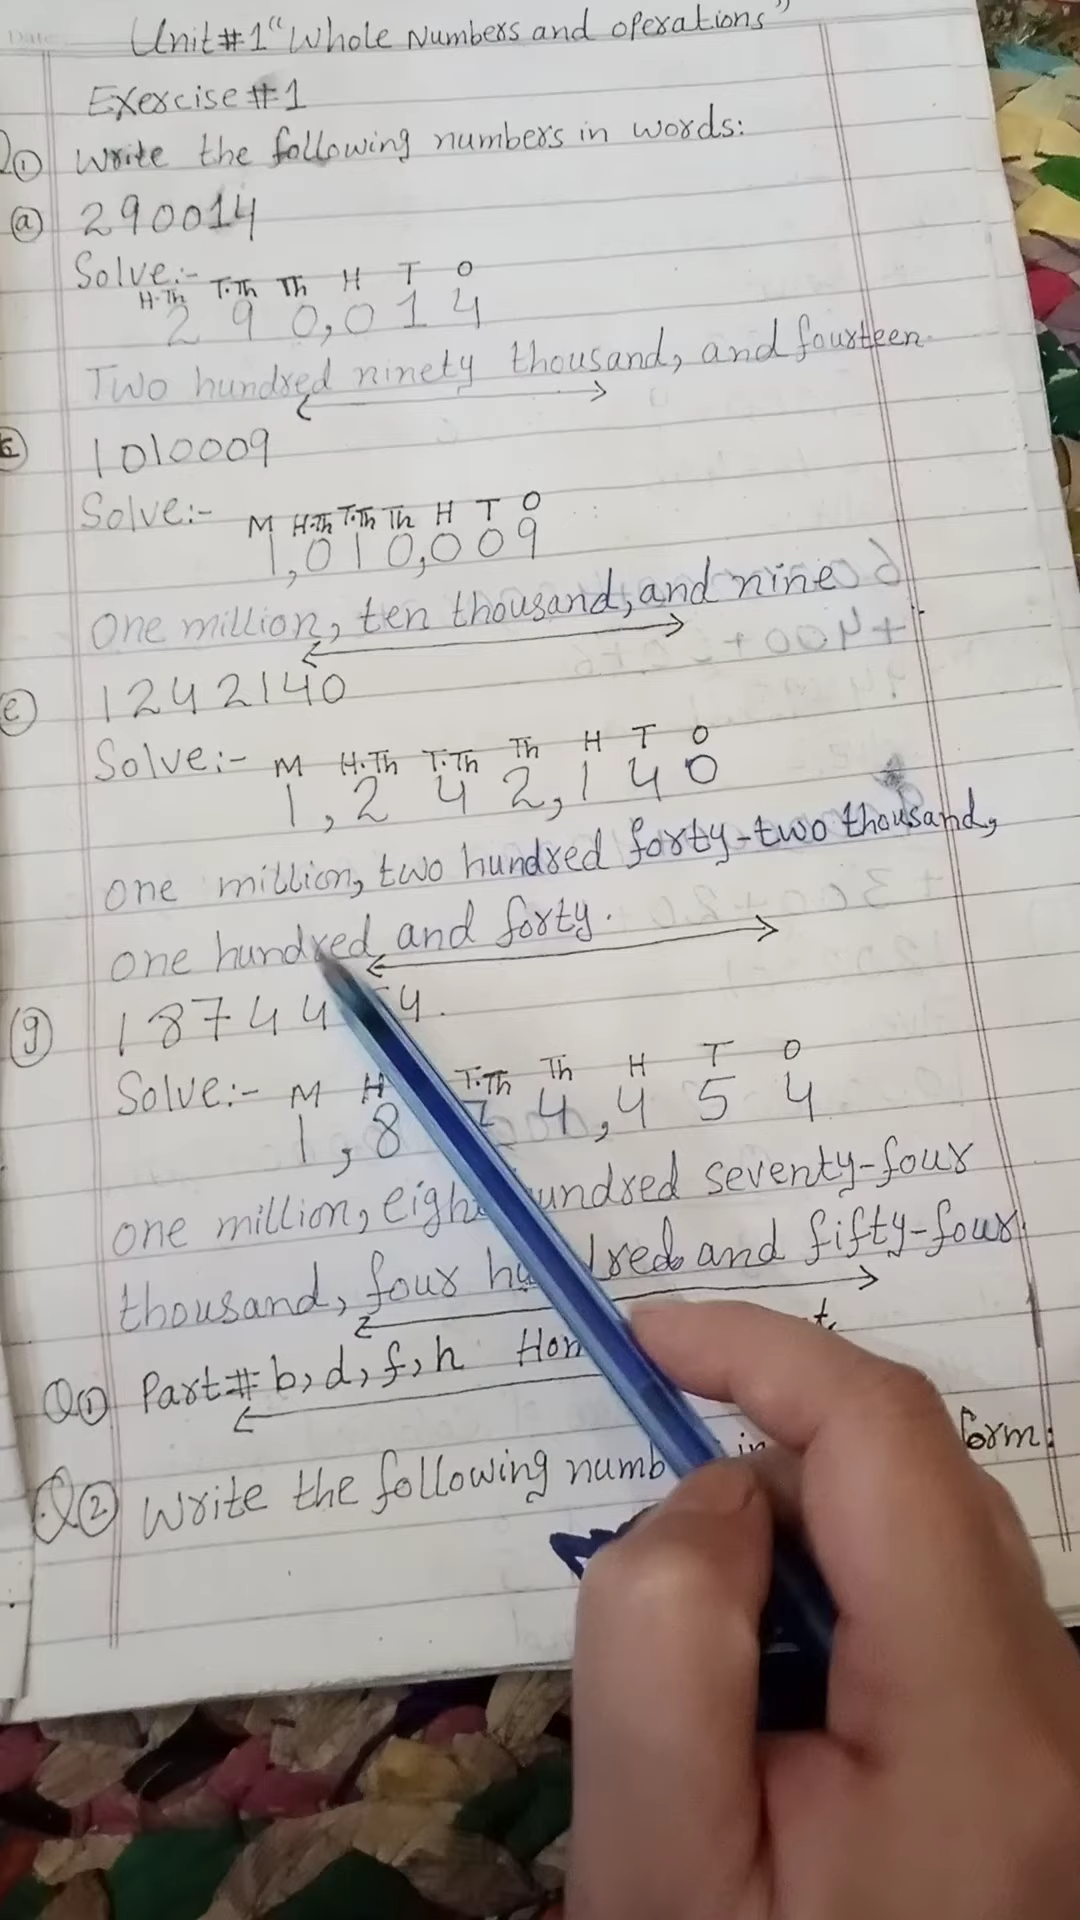 Unit#1 "Whole Numbers and operations"
Exercise#1
Q① Write the following numbers in words:
ⓐ 290014
Solve:- H.Th T.Th Th H T O
2 9 0,0 1 4
Two hundred ninety thousand, and fourteen.
ⓒ 1010009
Solve:- M H.Th T.Th Th H T O
1,0 1 0,0 0 9
One million, ten thousand, and nine
ⓔ 1242140
Solve:- M H.Th T.Th Th H T O
1,2 4 2,1 4 0
one million, two hundred forty-two thousand,
one hundred and forty.
ⓖ 18744 4.
Solve:- M H T.Th Th H T O
1,8 7 4,4 5 4
one million, seventy-four
thousand, four and fifty-four
Q① Part# b, d, f, h
Q② Write the following form: